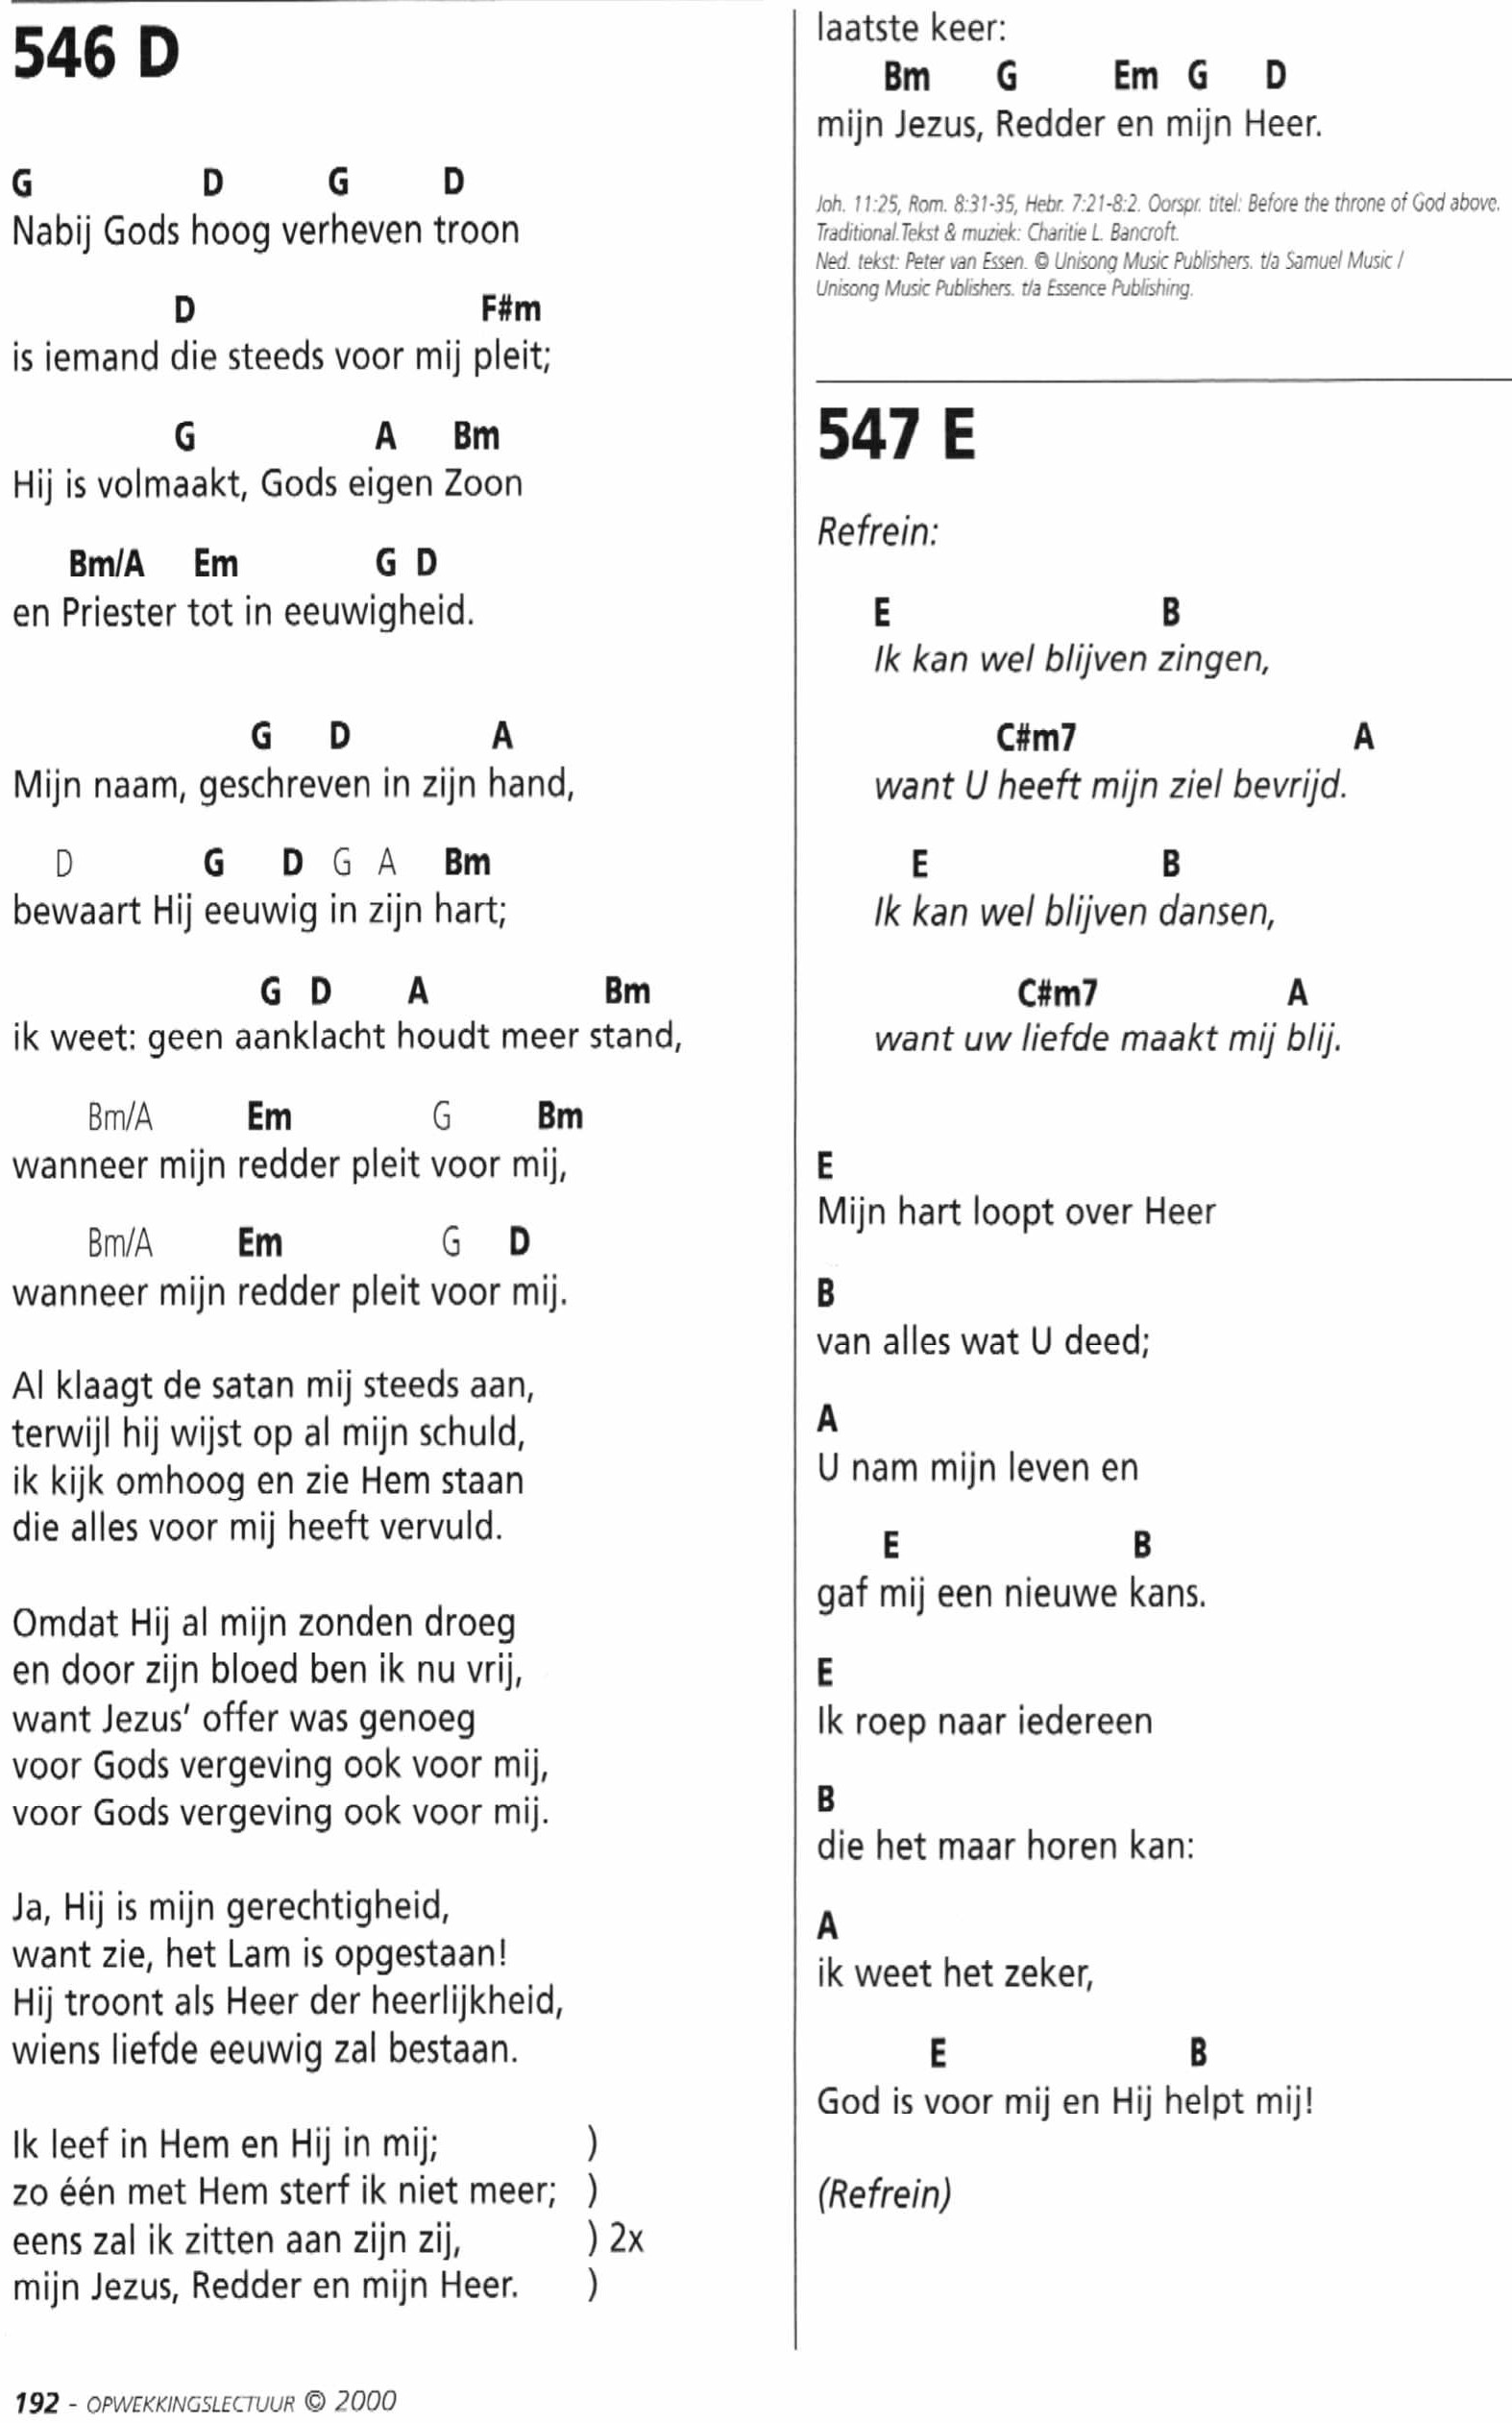 546 D
G D G D
Nabij Gods hoog verheven troon
D F#m
is iemand die steeds voor mij pleit;
G A Bm
Hij is volmaakt, Gods eigen Zoon
Bm/A Em G D
en Priester tot in eeuwigheid.
G D A
Mijn naam, geschreven in zijn hand,
D G D G A Bm
bewaart Hij eeuwig in zijn hart;
G D A Bm
ik weet: geen aanklacht houdt meer stand,
Bm/A Em G Bm
wanneer mijn redder pleit voor mij,
Bm/A Em G D
wanneer mijn redder pleit voor mij.
Al klaagt de satan mij steeds aan,
terwijl hij wijst op al mijn schuld,
ik kijk omhoog en zie Hem staan
die alles voor mij heeft vervuld.
Omdat Hij al mijn zonden droeg
en door zijn bloed ben ik nu vrij,
want Jezus' offer was genoeg
voor Gods vergeving ook voor mij,
voor Gods vergeving ook voor mij.
Ja, Hij is mijn gerechtigheid,
want zie, het Lam is opgestaan!
Hij troont als Heer der heerlijkheid,
wiens liefde eeuwig zal bestaan.
Ik leef in Hem en Hij in mij; )
zo één met Hem sterf ik niet meer; )
eens zal ik zitten aan zijn zij, ) 2x
mijn Jezus, Redder en mijn Heer. )
192 - OPWEKKINGSLECTUUR © 2000
laatste keer:
Bm G Em G D
mijn Jezus, Redder en mijn Heer.
Joh. 11:25, Rom. 8:31-35, Hebr. 7:21-8:2. Oorspr. titel: Before the throne of God above.
Traditional. Tekst & muziek: Charitie L. Bancroft.
Ned. tekst: Peter van Essen. © Unisong Music Publishers. t/a Samuel Music /
Unisong Music Publishers. t/a Essence Publishing.
547 E
Refrein:
E B
Ik kan wel blijven zingen,
C#m7 A
want U heeft mijn ziel bevrijd.
E B
Ik kan wel blijven dansen,
C#m7 A
want uw liefde maakt mij blij.
E
Mijn hart loopt over Heer
B
van alles wat U deed;
A
U nam mijn leven en
E B
gaf mij een nieuwe kans.
E
Ik roep naar iedereen
B
die het maar horen kan:
A
ik weet het zeker,
E B
God is voor mij en Hij helpt mij!
(Refrein)